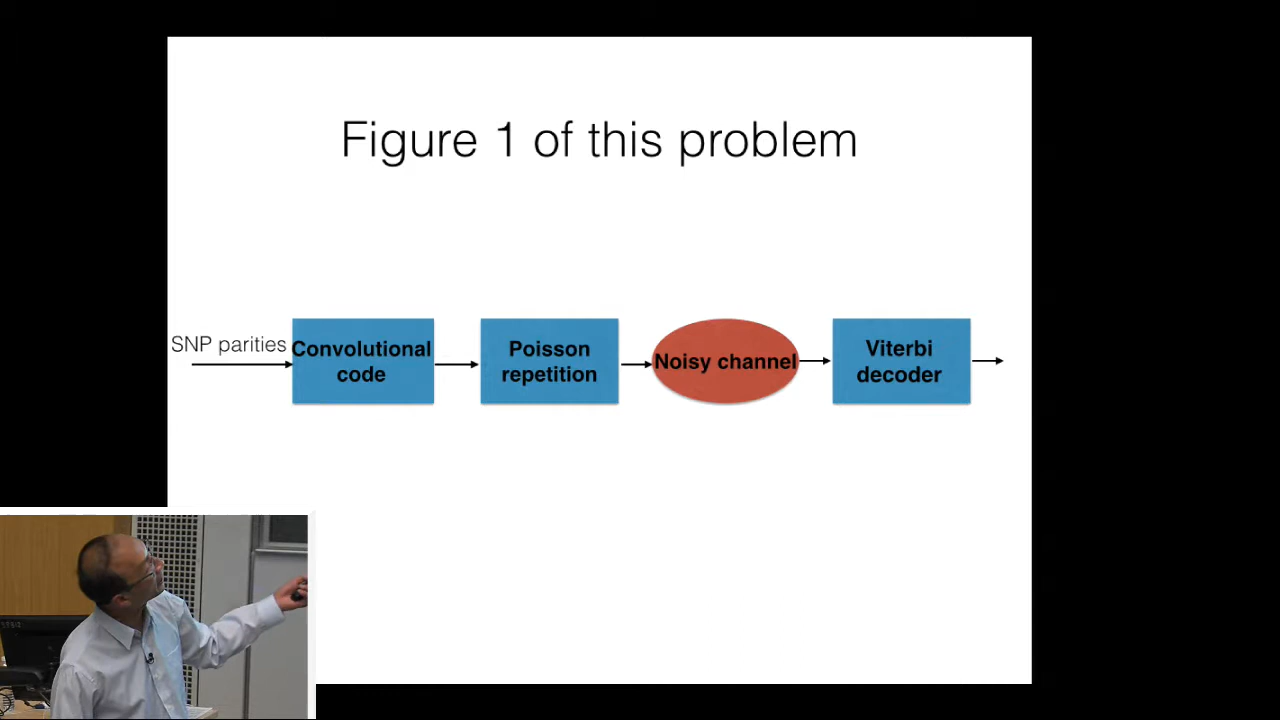 Figure 1 of this problem
SNP parities
Convolutional
code
Poisson
repetition
Noisy channel
Viterbi
decoder